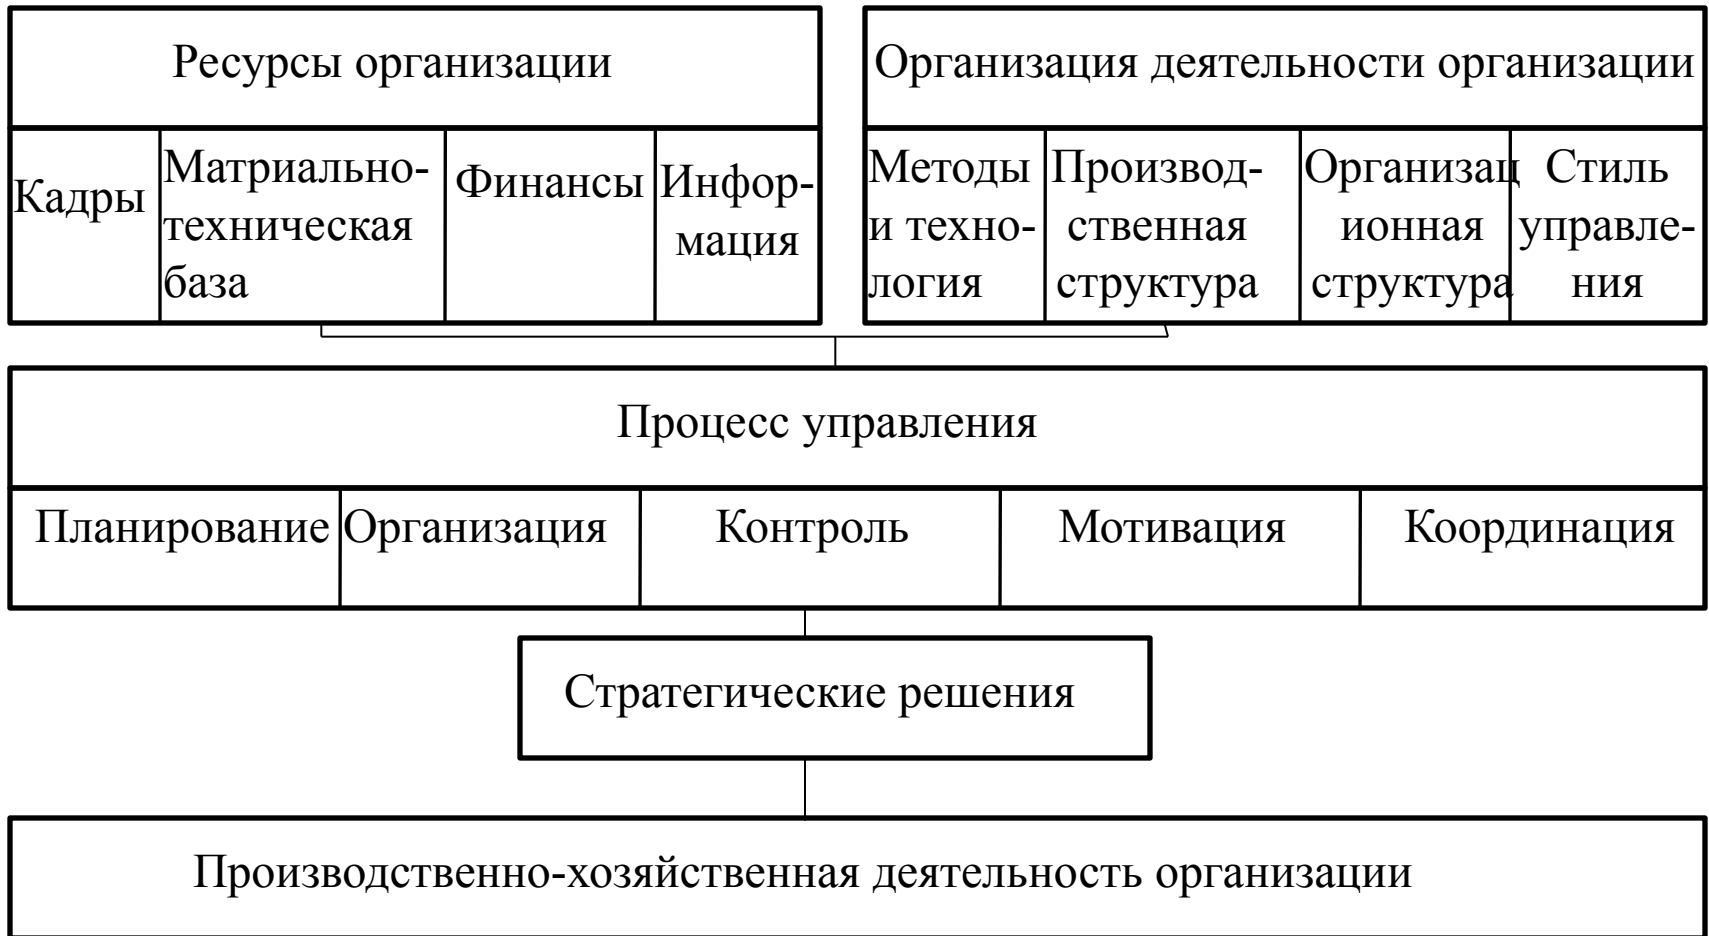 Ресурсы организации
Кадры
Матриально-
техническая
база
Финансы
Инфор-
мация
Организация деятельности организации
Методы
и техно-
логия
Производ-
ственная
структура
Организац
ионная
структура
Стиль
управле-
ния
Процесс управления
Планирование
Организация
Контроль
Мотивация
Координация
Стратегические решения
Производственно-хозяйственная деятельность организации